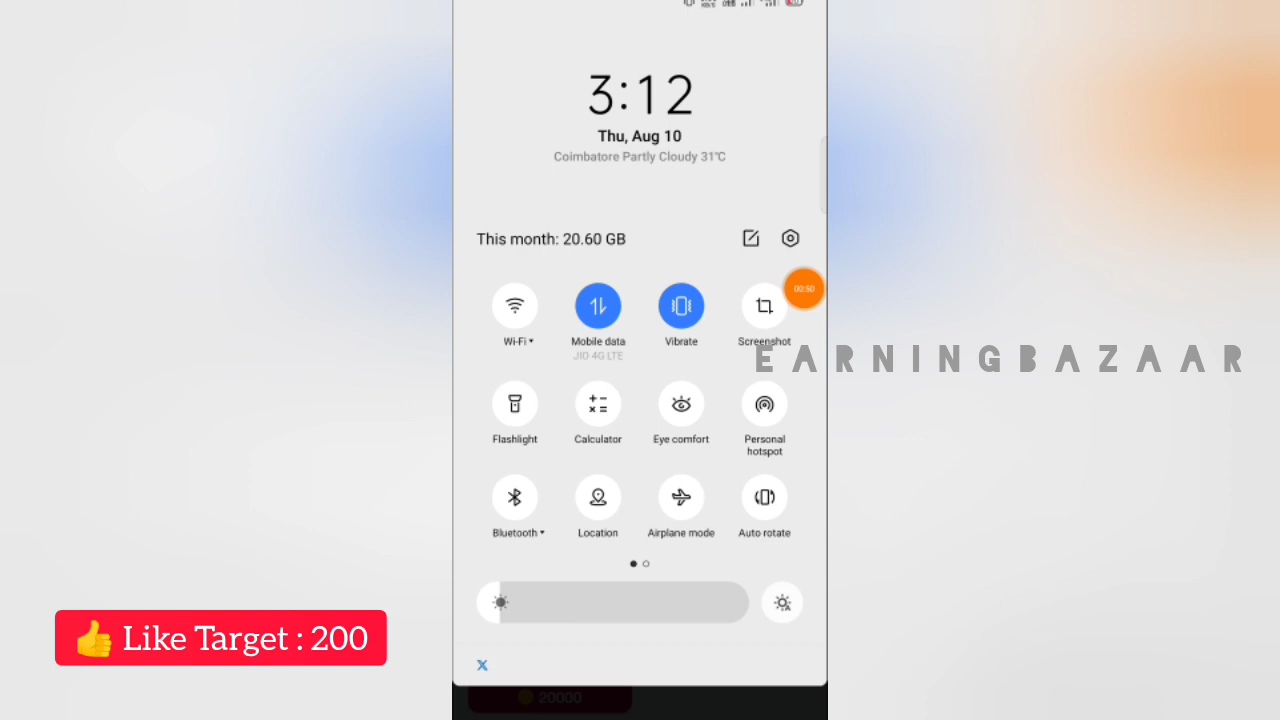 3:12
Thu, Aug 10
Coimbatore Partly Cloudy 31°C
This month: 20.60 GB
00:50
Wi-Fi
Mobile data
Vibrate
Screenshot
JIO 4G LTE
EARNINGBAZAAR
Flashlight
Calculator
Eye comfort
Personal hotspot
Bluetooth
Location
Airplane mode
Auto rotate
👍 Like Target : 200
20000